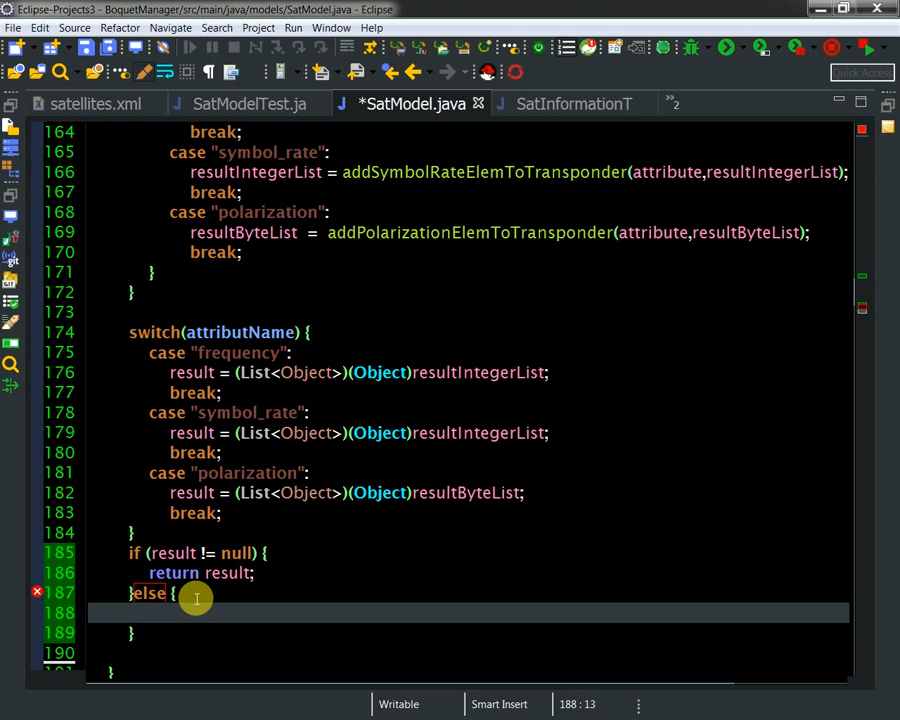 Eclipse-Projects3 - BoquetManager/src/main/java/models/SatModel.java - Eclipse
File Edit Source Refactor Navigate Search Project Run Window Help
Quick Access
satellites.xml SatModelTest.ja *SatModel.java SatInformationT »2
164 break;
165 case "symbol_rate":
166 resultIntegerList = addSymbolRateElemToTransponder(attribute,resultIntegerList);
167 break;
168 case "polarization":
169 resultByteList = addPolarizationElemToTransponder(attribute,resultByteList);
170 break;
171 }
172 }
173
174 switch(attributName) {
175 case "frequency":
176 result = (List<Object>)(Object)resultIntegerList;
177 break;
178 case "symbol_rate":
179 result = (List<Object>)(Object)resultIntegerList;
180 break;
181 case "polarization":
182 result = (List<Object>)(Object)resultByteList;
183 break;
184 }
185 if (result != null) {
186 return result;
187 }else {
188
189 }
190
}
Writable Smart Insert 188 : 13